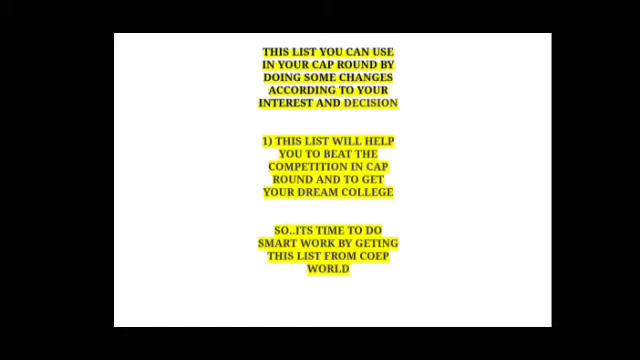 THIS LIST YOU CAN USE
IN YOUR CAP ROUND BY
DOING SOME CHANGES
ACCORDING TO YOUR
INTEREST AND DECISION
1) THIS LIST WILL HELP
YOU TO BEAT THE
COMPETITION IN CAP
ROUND AND TO GET
YOUR DREAM COLLEGE
SO..ITS TIME TO DO
SMART WORK BY GETING
THIS LIST FROM COEP
WORLD